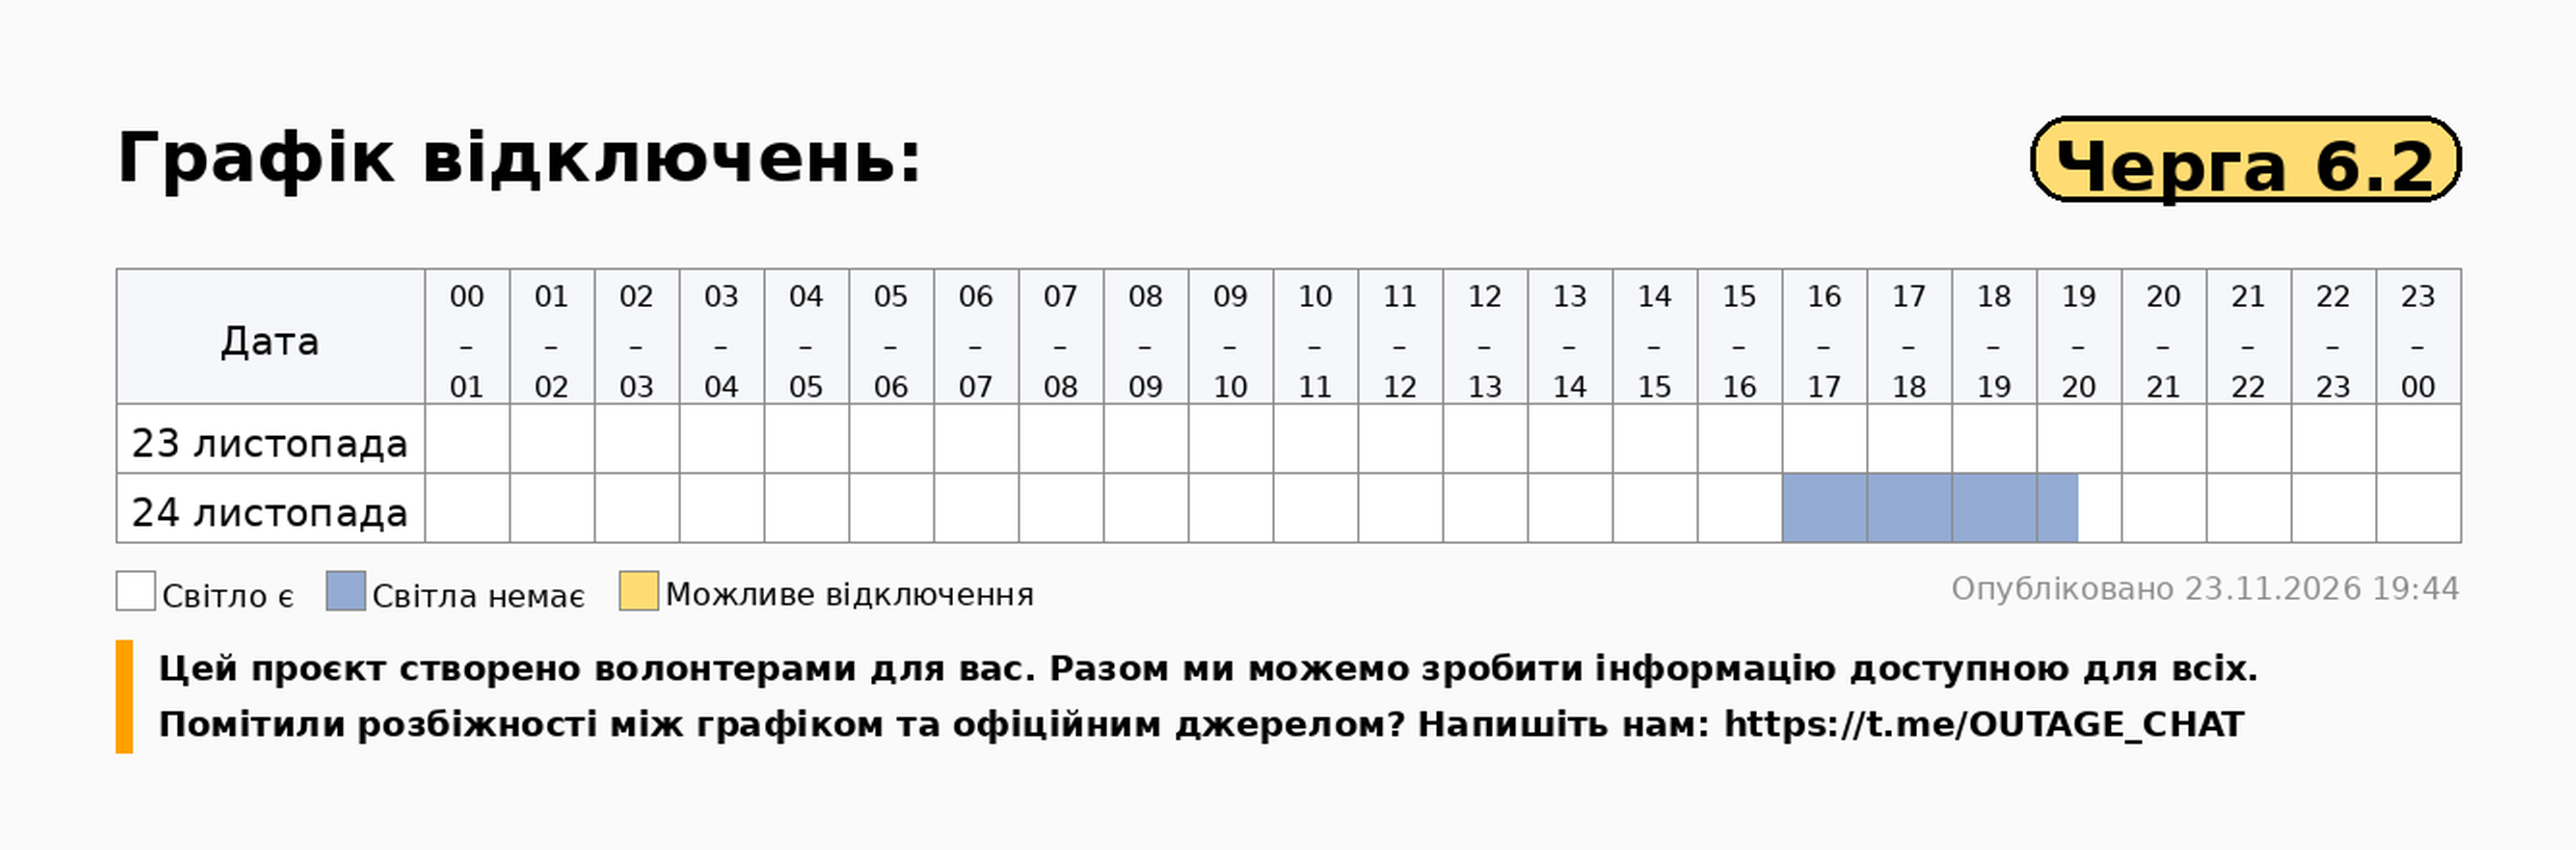 Графік відключень:
Черга 6.2
Дата
00 – 01
01 – 02
02 – 03
03 – 04
04 – 05
05 – 06
06 – 07
07 – 08
08 – 09
09 – 10
10 – 11
11 – 12
12 – 13
13 – 14
14 – 15
15 – 16
16 – 17
17 – 18
18 – 19
19 – 20
20 – 21
21 – 22
22 – 23
23 – 00
23 листопада
24 листопада
Світло є
Світла немає
Можливе відключення
Опубліковано 23.11.2026 19:44
Цей проєкт створено волонтерами для вас. Разом ми можемо зробити інформацію доступною для всіх.
Помітили розбіжності між графіком та офіційним джерелом? Напишіть нам: https://t.me/OUTAGE_CHAT